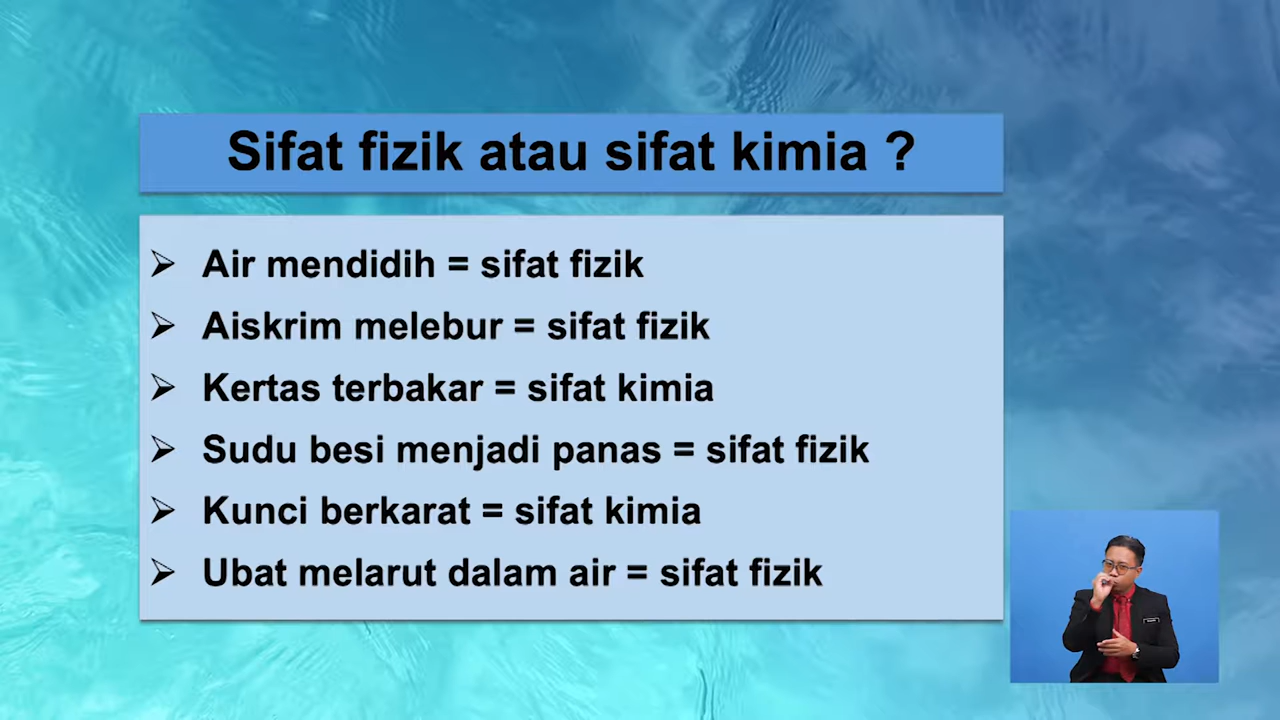 Sifat fizik atau sifat kimia ?
Air mendidih = sifat fizik
Aiskrim melebur = sifat fizik
Kertas terbakar = sifat kimia
Sudu besi menjadi panas = sifat fizik
Kunci berkarat = sifat kimia
Ubat melarut dalam air = sifat fizik